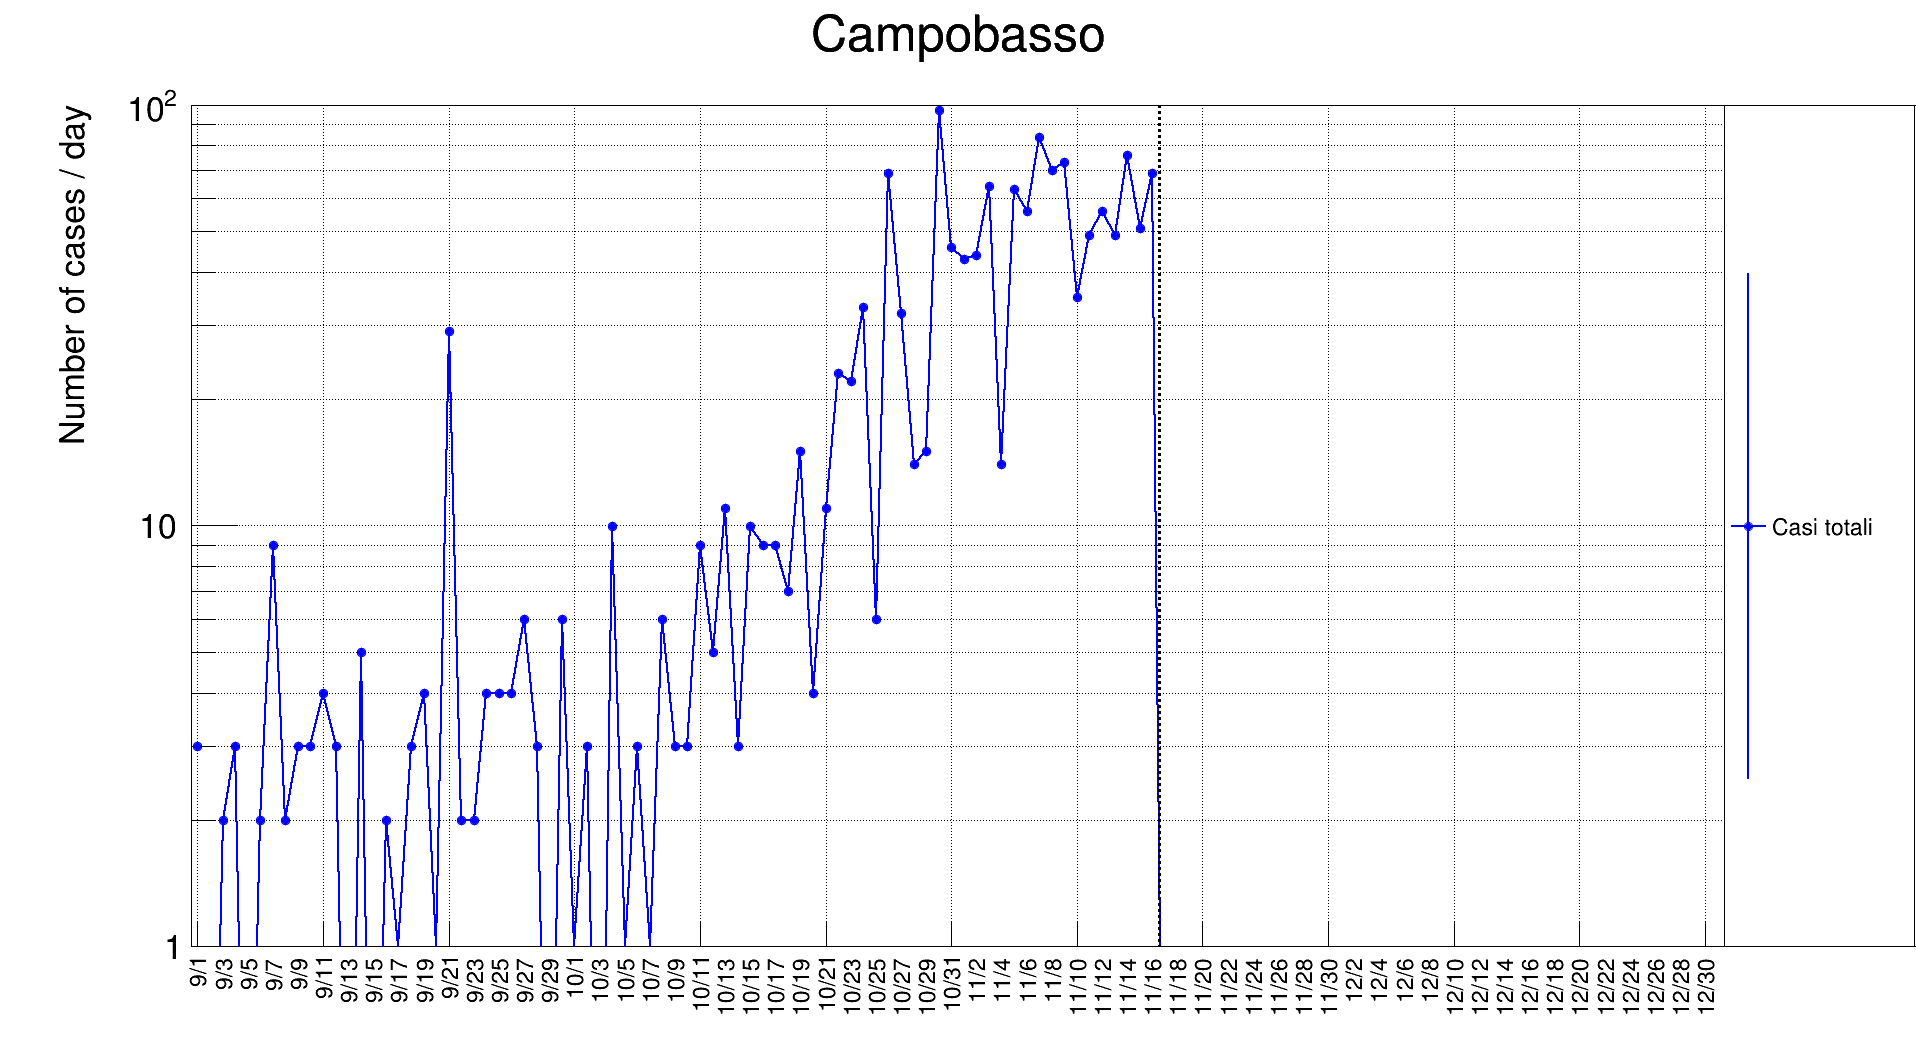 Campobasso
Number of cases / day
10²
10
1
9/1 9/3 9/5 9/7 9/9 9/11 9/13 9/15 9/17 9/19 9/21 9/23 9/25 9/27 9/29 10/1 10/3 10/5 10/7 10/9 10/11 10/13 10/15 10/17 10/19 10/21 10/23 10/25 10/27 10/29 10/31 11/2 11/4 11/6 11/8 11/10 11/12 11/14 11/16 11/18 11/20 11/22 11/24 11/26 11/28 11/30 12/2 12/4 12/6 12/8 12/10 12/12 12/14 12/16 12/18 12/20 12/22 12/24 12/26 12/28 12/30
Casi totali